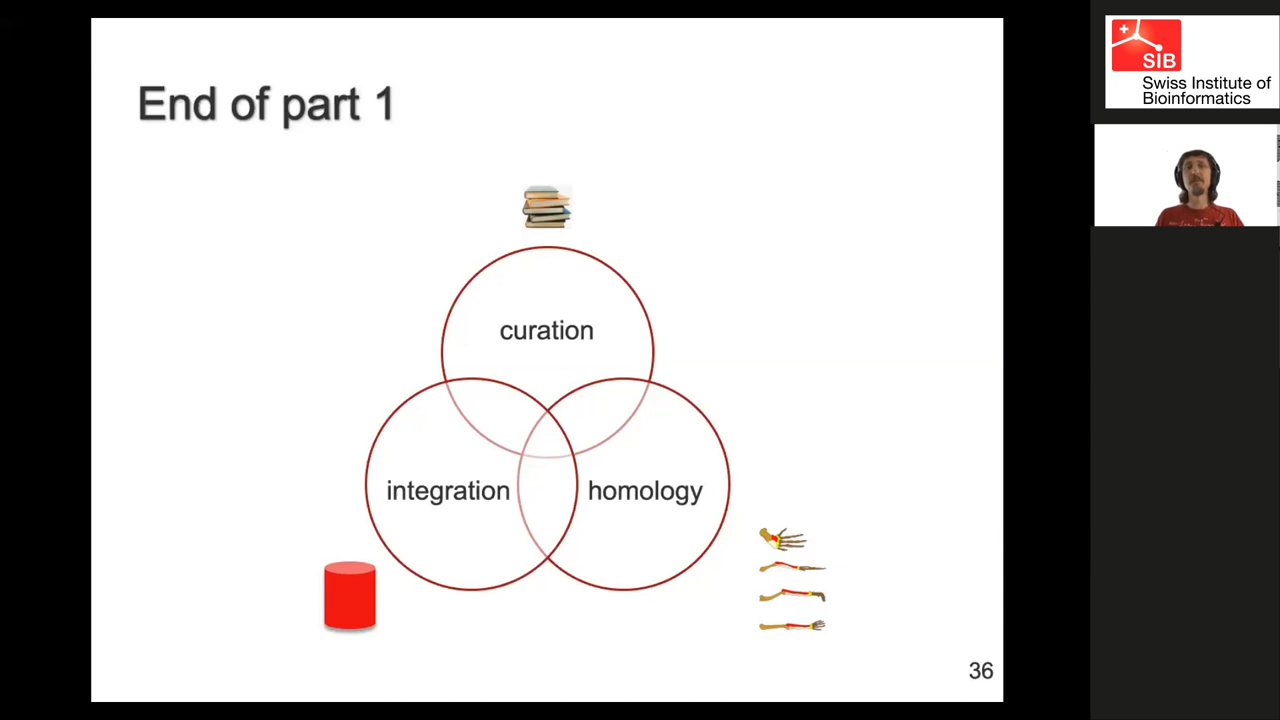 End of part 1
curation
integration
homology
36
SIB
Swiss Institute of
Bioinformatics